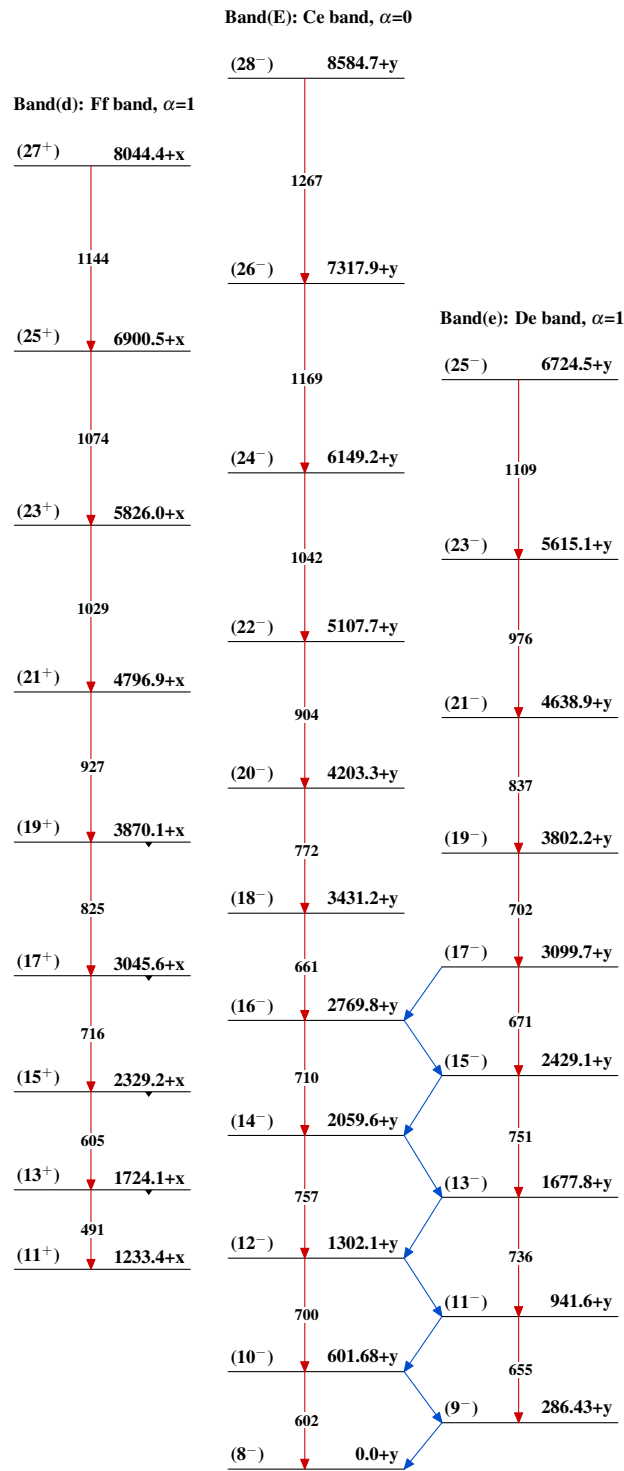 Band(E): Ce band, α=0
(28⁻) 8584.7+y
1267
(26⁻) 7317.9+y
1169
(24⁻) 6149.2+y
1042
(22⁻) 5107.7+y
904
(20⁻) 4203.3+y
772
(18⁻) 3431.2+y
661
(16⁻) 2769.8+y
710
(14⁻) 2059.6+y
757
(12⁻) 1302.1+y
700
(10⁻) 601.68+y
602
(8⁻) 0.0+y
Band(d): Ff band, α=1
(27⁺) 8044.4+x
1144
(25⁺) 6900.5+x
1074
(23⁺) 5826.0+x
1029
(21⁺) 4796.9+x
927
(19⁺) 3870.1+x
825
(17⁺) 3045.6+x
716
(15⁺) 2329.2+x
605
(13⁺) 1724.1+x
491
(11⁺) 1233.4+x
Band(e): De band, α=1
(25⁻) 6724.5+y
1109
(23⁻) 5615.1+y
976
(21⁻) 4638.9+y
837
(19⁻) 3802.2+y
702
(17⁻) 3099.7+y
671
(15⁻) 2429.1+y
751
(13⁻) 1677.8+y
736
(11⁻) 941.6+y
655
(9⁻) 286.43+y